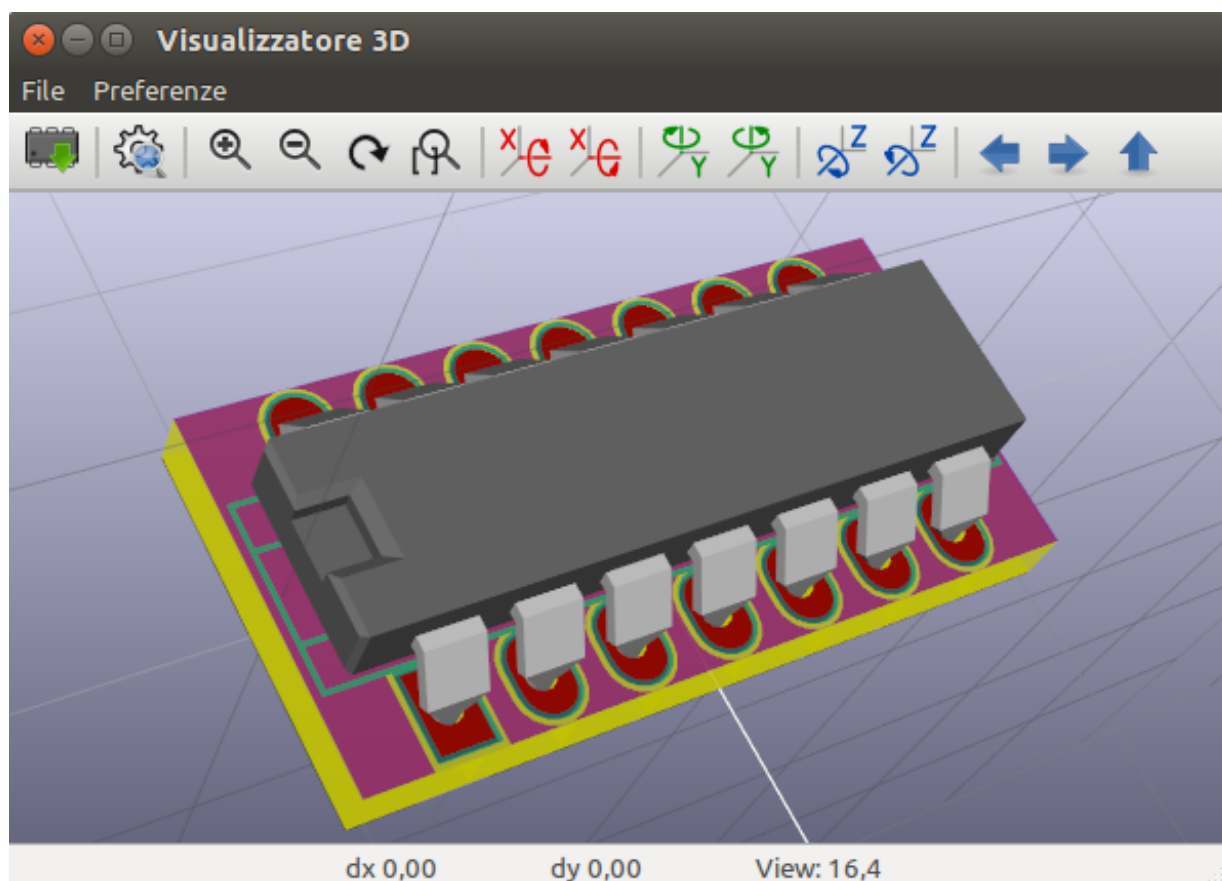 Visualizzatore 3D
File Preferenze
X X Y Y Z Z
dx 0,00 dy 0,00 View: 16,4